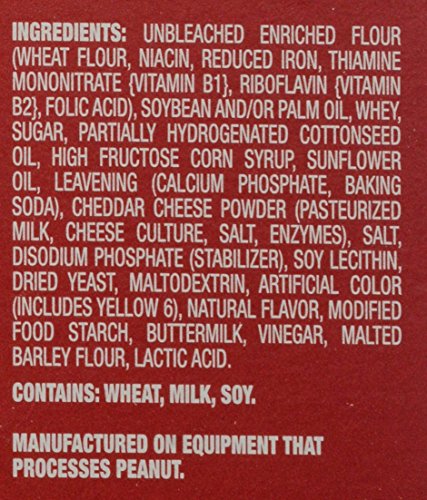 INGREDIENTS: UNBLEACHED ENRICHED FLOUR
(WHEAT FLOUR, NIACIN, REDUCED IRON, THIAMINE
MONONITRATE {VITAMIN B1}, RIBOFLAVIN {VITAMIN
B2}, FOLIC ACID), SOYBEAN AND/OR PALM OIL, WHEY,
SUGAR, PARTIALLY HYDROGENATED COTTONSEED
OIL, HIGH FRUCTOSE CORN SYRUP, SUNFLOWER
OIL, LEAVENING (CALCIUM PHOSPHATE, BAKING
SODA), CHEDDAR CHEESE POWDER (PASTEURIZED
MILK, CHEESE CULTURE, SALT, ENZYMES), SALT,
DISODIUM PHOSPHATE (STABILIZER), SOY LECITHIN,
DRIED YEAST, MALTODEXTRIN, ARTIFICIAL COLOR
(INCLUDES YELLOW 6), NATURAL FLAVOR, MODIFIED
FOOD STARCH, BUTTERMILK, VINEGAR, MALTED
BARLEY FLOUR, LACTIC ACID.
CONTAINS: WHEAT, MILK, SOY.
MANUFACTURED ON EQUIPMENT THAT
PROCESSES PEANUT.